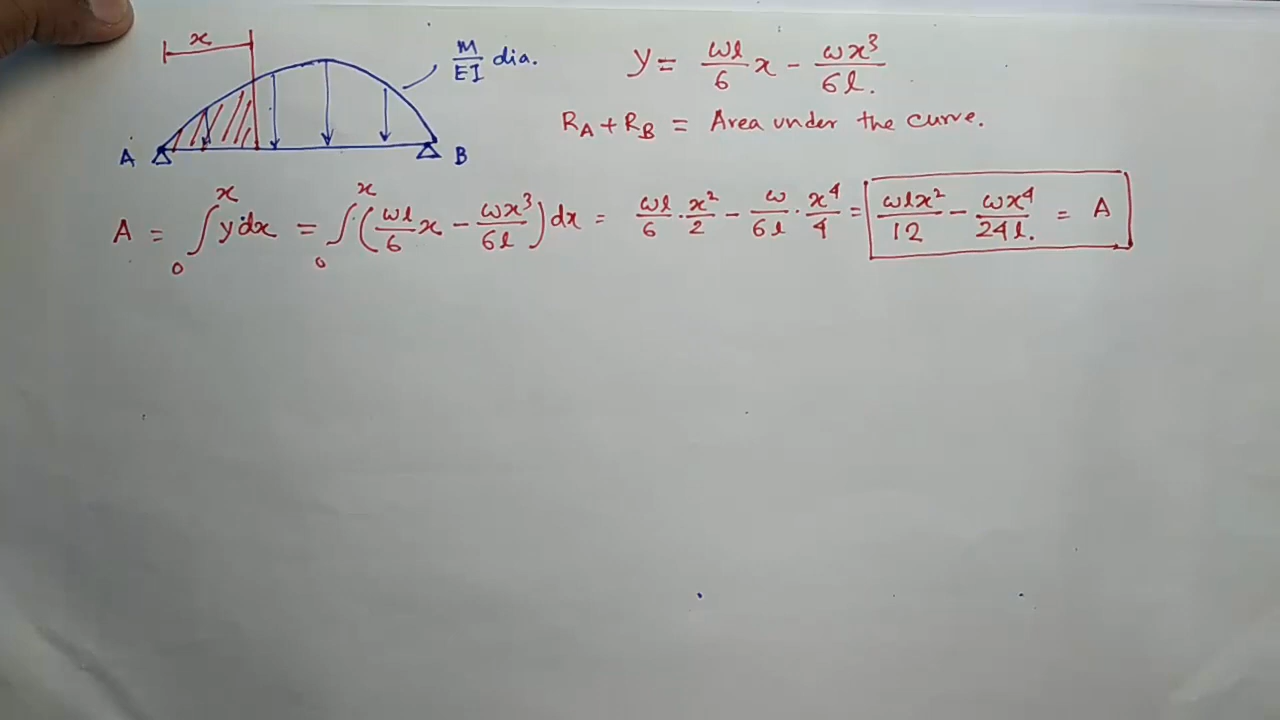 x
M/EI dia.
A B
y = ωl/6 x - ωx³/6l.
R_A + R_B = Area under the curve.
A = ∫₀ˣ y dx = ∫₀ˣ (ωl/6 x - ωx³/6l) dx = ωl/6 · x²/2 - ω/6l · x⁴/4 = ωlx²/12 - ωx⁴/24l. = A